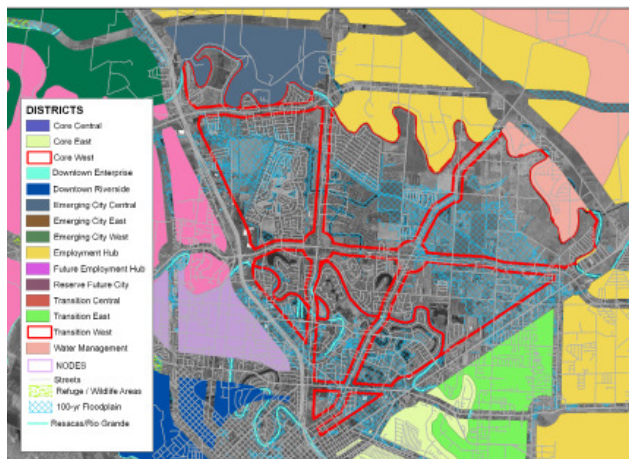 DISTRICTS
Core Central
Core East
Core West
Downtown Enterprise
Downtown Riverside
Emerging City Central
Emerging City East
Emerging City West
Employment Hub
Future Employment Hub
Reserve Future City
Transition Central
Transition East
Transition West
Water Management
NODES
Streets
Refuge / Wildlife Areas
100-yr Floodplain
Resacas/Rio Grande